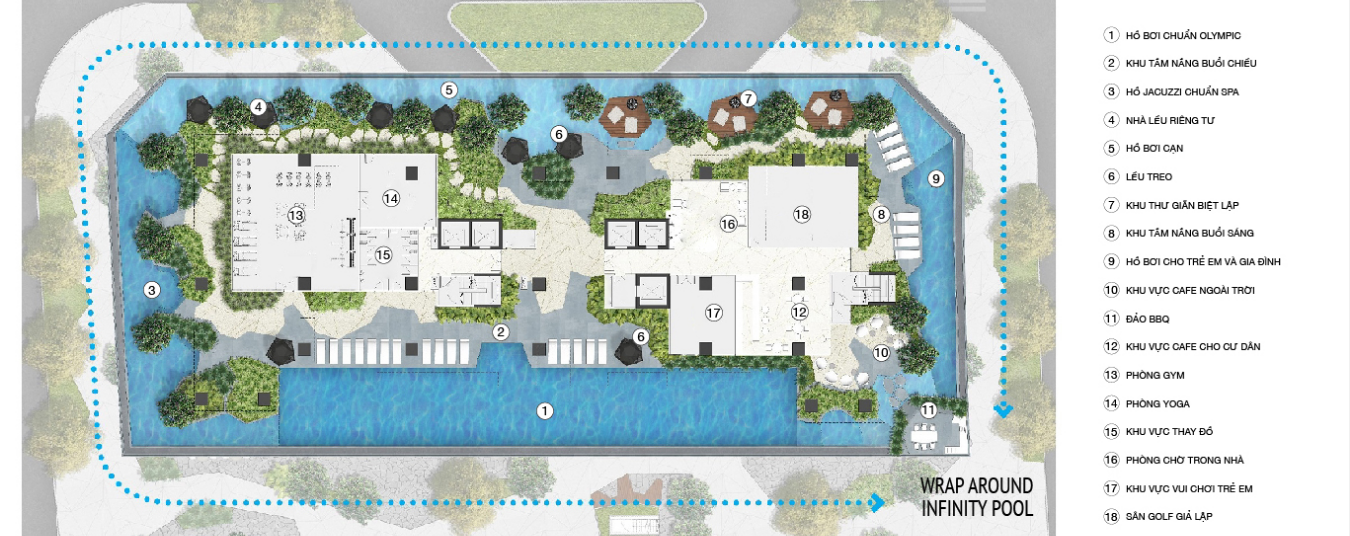 1 HỒ BƠI CHUẨN OLYMPIC
2 KHU TẮM NẮNG BUỔI CHIỀU
3 HỒ JACUZZI CHUẨN SPA
4 NHÀ LỀU RIÊNG TƯ
5 HỒ BƠI CẠN
6 LỀU TREO
7 KHU THƯ GIÃN BIỆT LẬP
8 KHU TẮM NẮNG BUỔI SÁNG
9 HỒ BƠI CHO TRẺ EM VÀ GIA ĐÌNH
10 KHU VỰC CAFE NGOÀI TRỜI
11 ĐẢO BBQ
12 KHU VỰC CAFE CHO CƯ DÂN
13 PHÒNG GYM
14 PHÒNG YOGA
15 KHU VỰC THAY ĐỒ
16 PHÒNG CHỜ TRONG NHÀ
17 KHU VỰC VUI CHƠI TRẺ EM
18 SÂN GOLF GIẢ LẬP
5
4
7
6
14
13
18
16
8
9
15
3
17
12
2
6
10
1
11
WRAP AROUND
INFINITY POOL